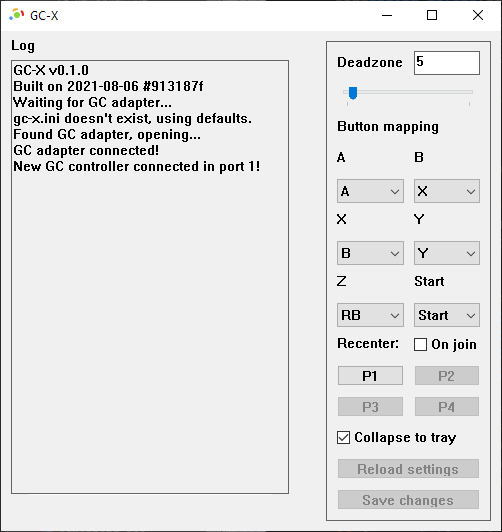 GC-X
Log
GC-X v0.1.0
Built on 2021-08-06 #913187f
Waiting for GC adapter...
gc-x.ini doesn't exist, using defaults.
Found GC adapter, opening...
GC adapter connected!
New GC controller connected in port 1!
Deadzone 5
Button mapping
A B
A X
X Y
B Y
Z Start
RB Start
Recenter: On join
P1 P2
P3 P4
Collapse to tray
Reload settings
Save changes